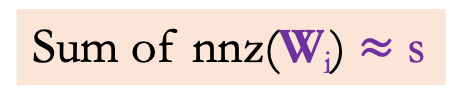 Sum of nnz(Wᵢ) ≈ s